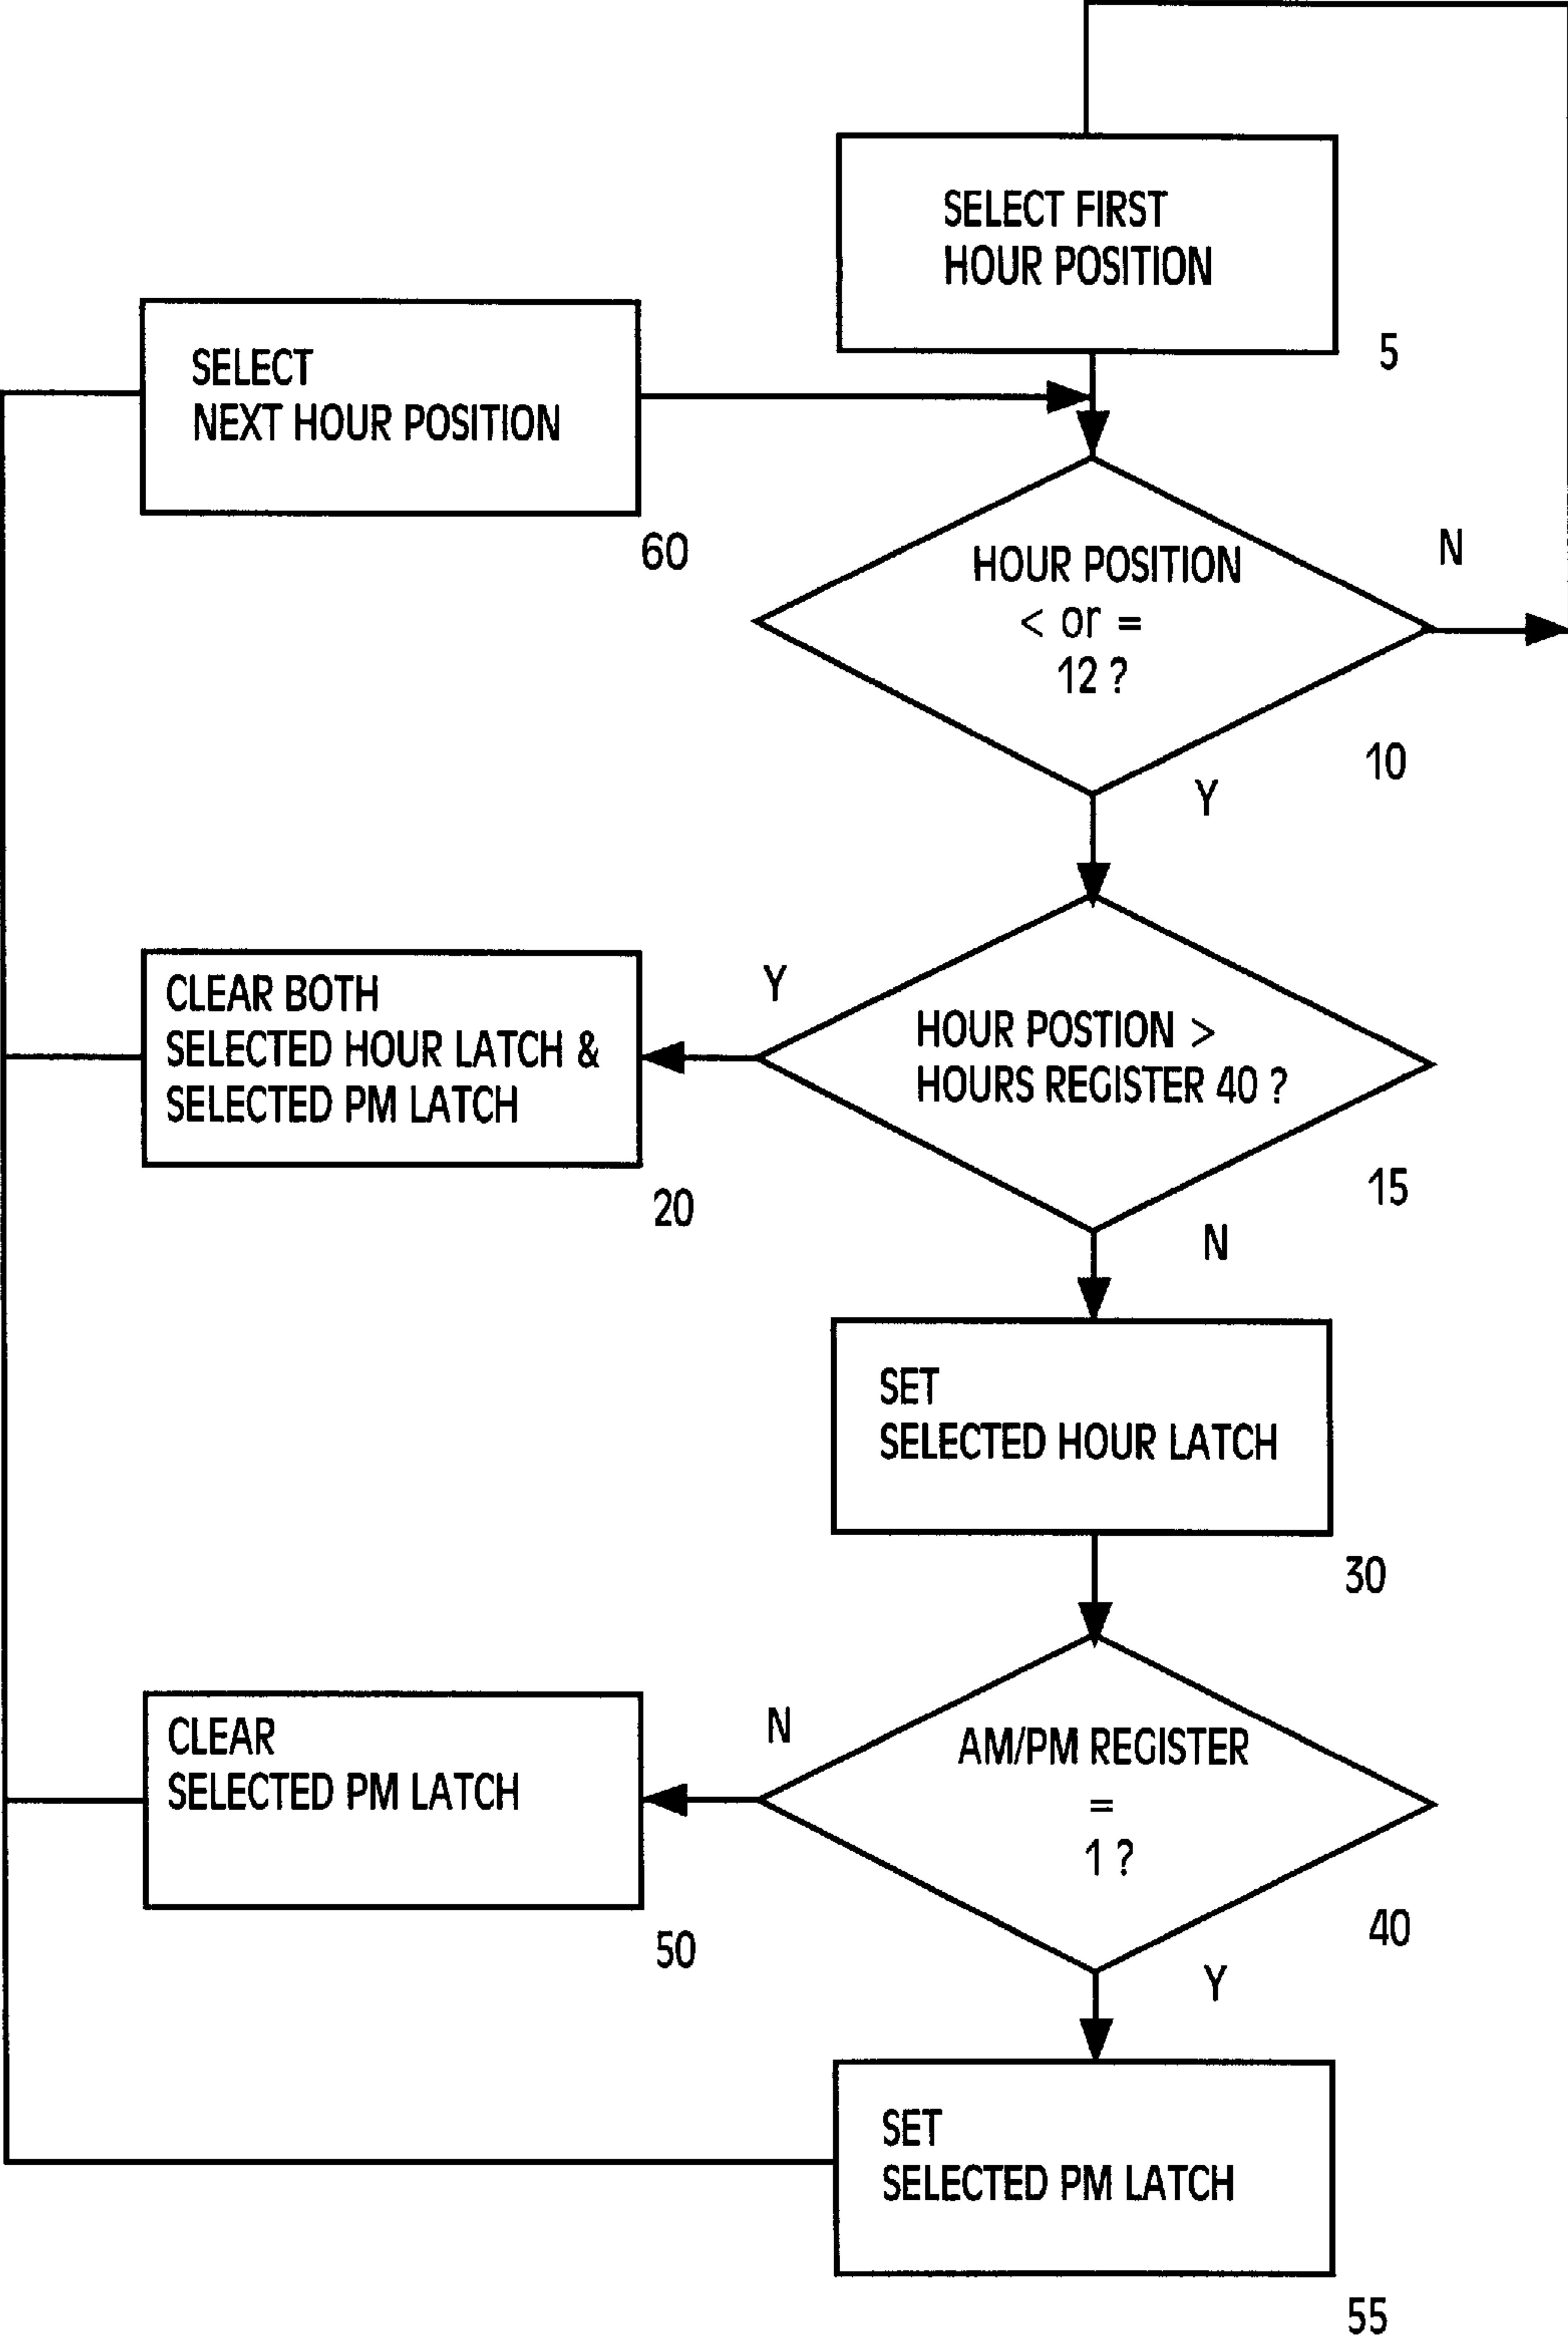 SELECT FIRST
HOUR POSITION
5
SELECT
NEXT HOUR POSITION
60
HOUR POSITION
< or =
12 ?
N
10
Y
HOUR POSTION >
HOURS REGISTER 40 ?
15
Y
CLEAR BOTH
SELECTED HOUR LATCH &
SELECTED PM LATCH
20
N
SET
SELECTED HOUR LATCH
30
AM/PM REGISTER
=
1 ?
40
N
CLEAR
SELECTED PM LATCH
50
Y
SET
SELECTED PM LATCH
55